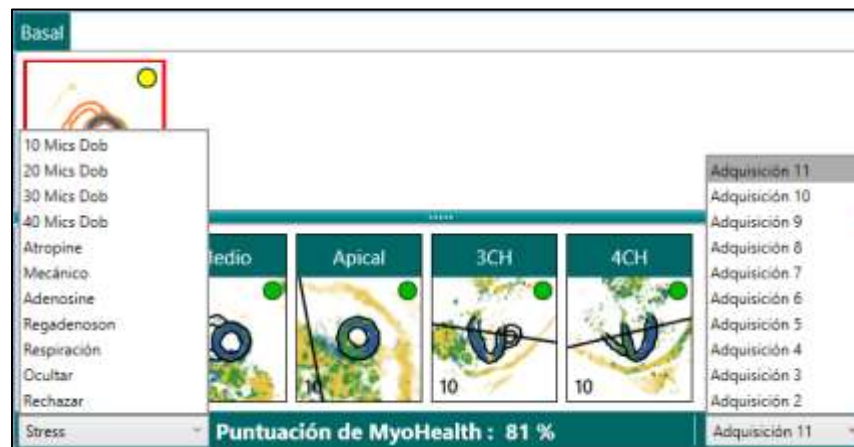 Basal
10 Mics Dob
20 Mics Dob
30 Mics Dob
40 Mics Dob
Atropine
Mecánico
Adenosine
Regadenoson
Respiración
Ocultar
Rechazar
Stress
Apical
10
3CH
10
4CH
10
Puntuación de MyoHealth : 81 %
Adquisición 11
Adquisición 10
Adquisición 9
Adquisición 8
Adquisición 7
Adquisición 6
Adquisición 5
Adquisición 4
Adquisición 3
Adquisición 2
Adquisición 11